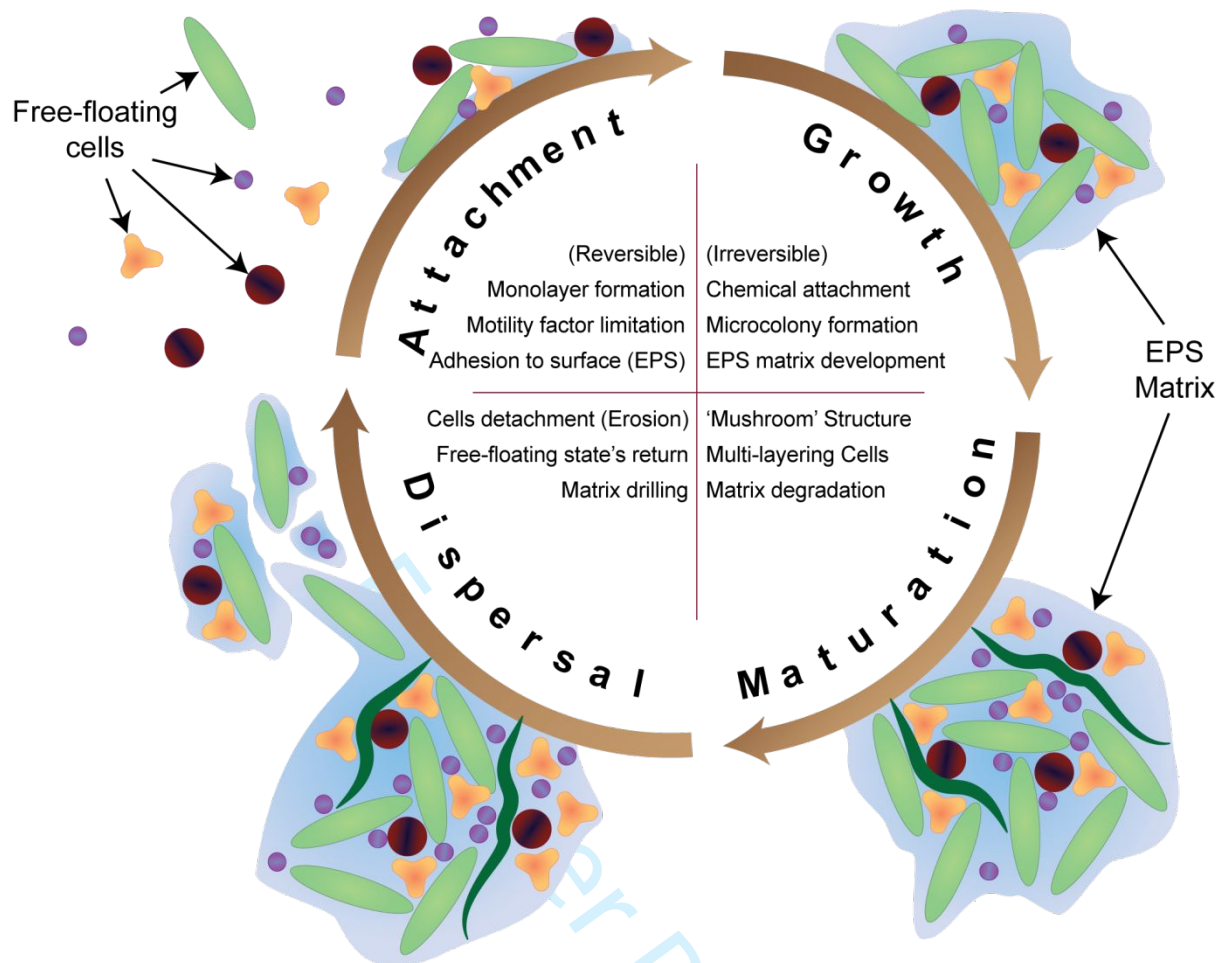 Free-floating
cells
Attachment
Growth
(Reversible)
Monolayer formation
Motility factor limitation
Adhesion to surface (EPS)
(Irreversible)
Chemical attachment
Microcolony formation
EPS matrix development
EPS
Matrix
Cells detachment (Erosion)
Free-floating state's return
Matrix drilling
‘Mushroom’ Structure
Multi-layering Cells
Matrix degradation
Dispersal
Maturation